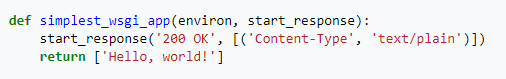 def simplest_wsgi_app(environ, start_response):
    start_response('200 OK', [('Content-Type', 'text/plain')])
    return ['Hello, world!']